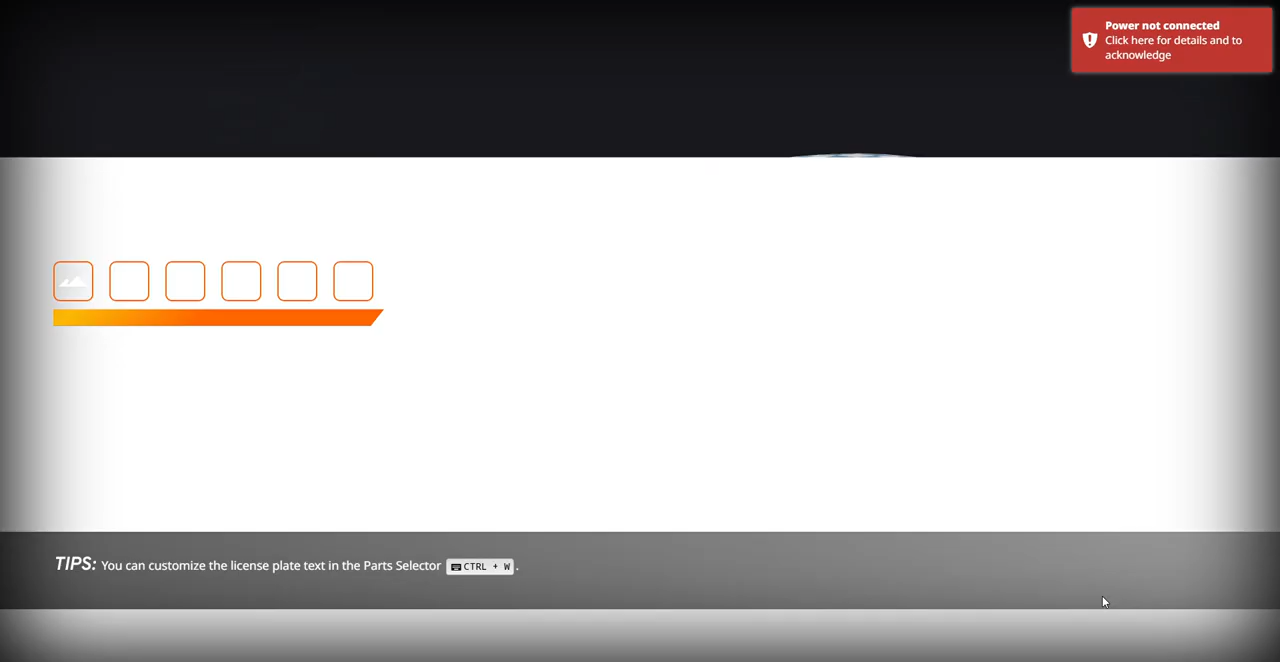 Power not connected
Click here for details and to
acknowledge
TIPS: You can customize the license plate text in the Parts Selector CTRL + W .